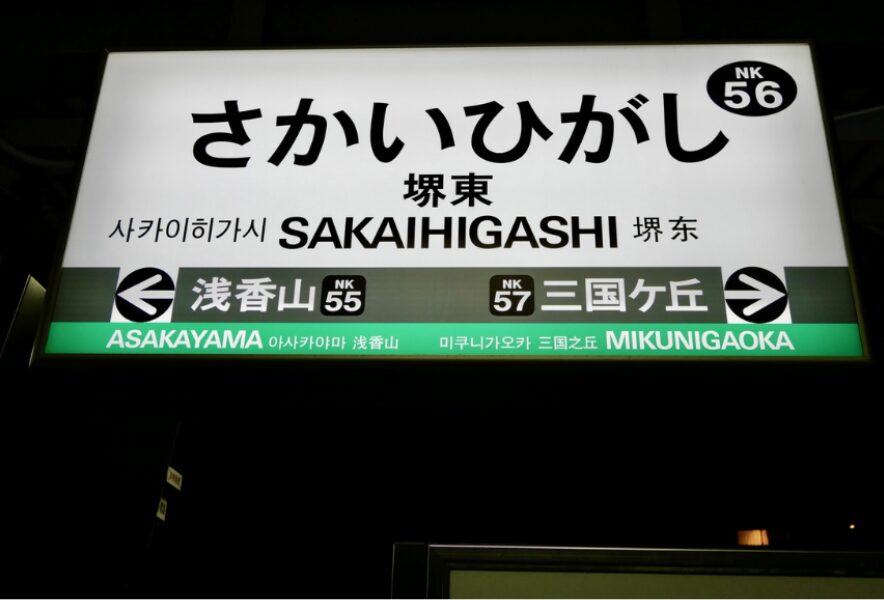 NK
56
さかいひがし
堺東
사카이히가시 SAKAIHIGASHI 堺东
浅香山 NK 55 NK 57 三国ケ丘
ASAKAYAMA 아사카야마 浅香山 미쿠니가오카 三国之丘 MIKUNIGAOKA